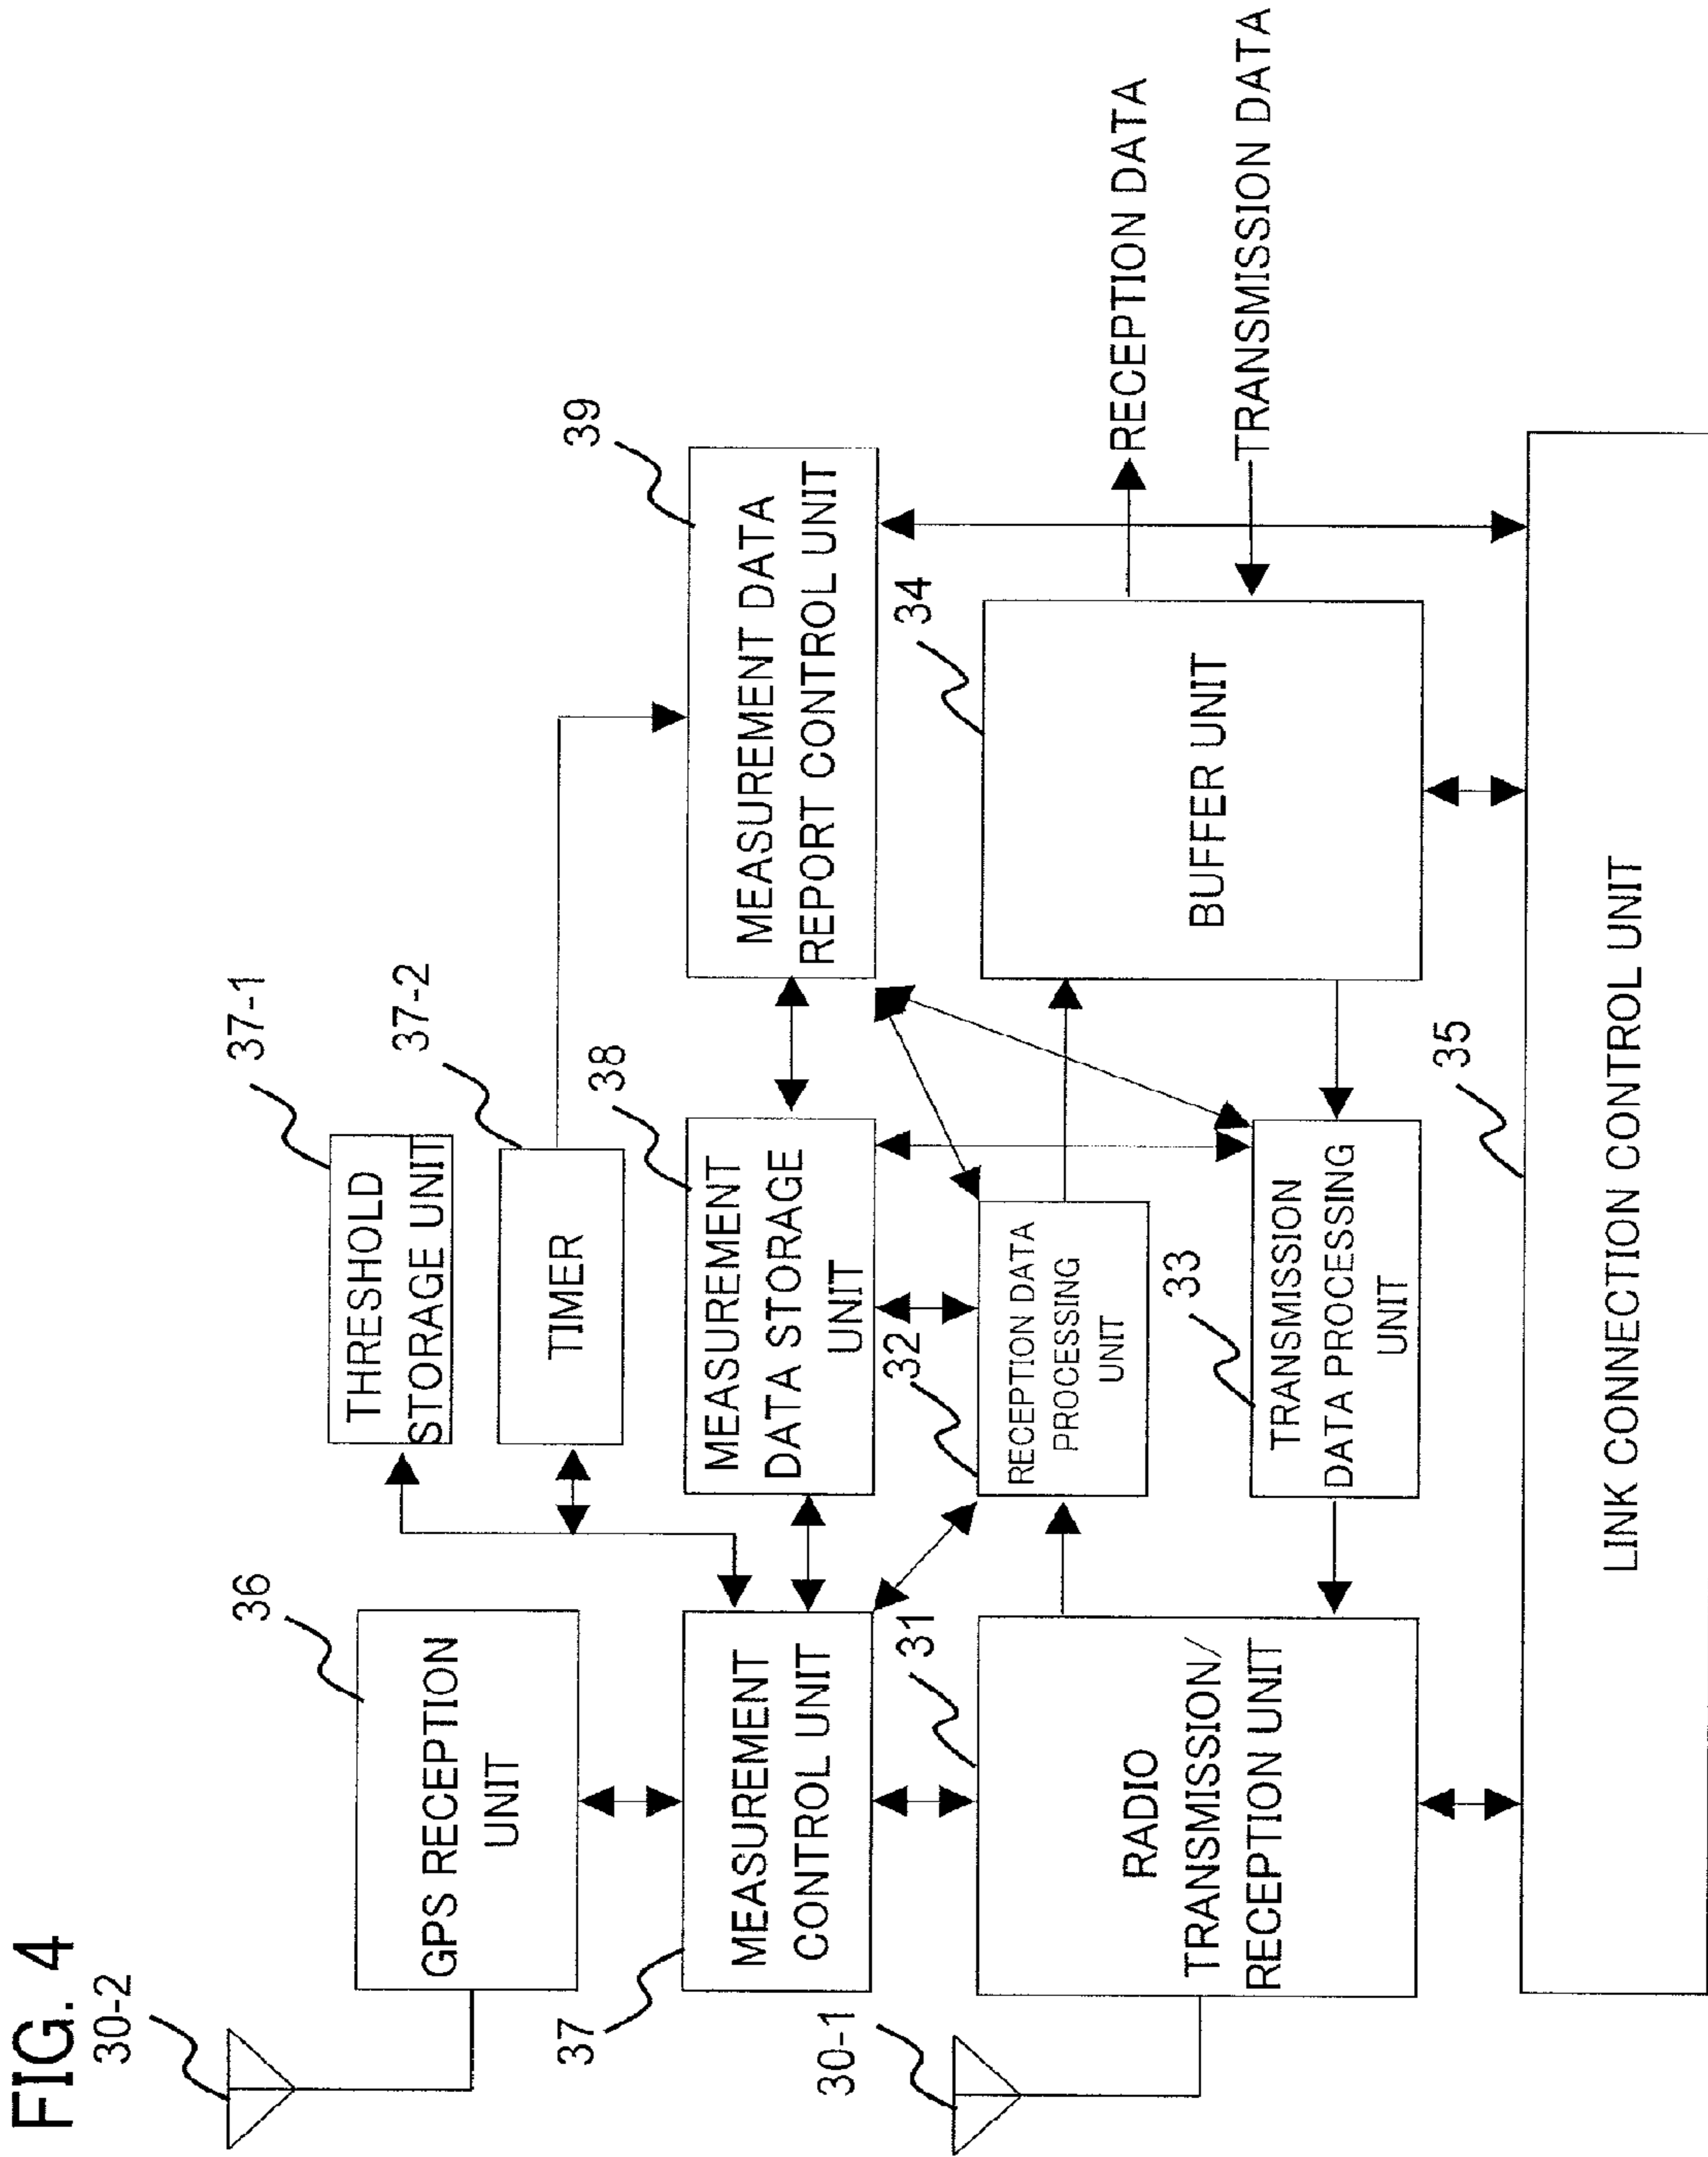 FIG. 4
30-2
36
GPS RECEPTION
UNIT
37-1
THRESHOLD
STORAGE UNIT
37-2
TIMER
37
MEASUREMENT
CONTROL UNIT
38
MEASUREMENT
DATA STORAGE
UNIT
39
MEASUREMENT DATA
REPORT CONTROL UNIT
30-1
31
RADIO
TRANSMISSION/
RECEPTION UNIT
32
RECEPTION DATA
PROCESSING
UNIT
33
TRANSMISSION
DATA PROCESSING
UNIT
34
BUFFER UNIT
RECEPTION DATA
TRANSMISSION DATA
35
LINK CONNECTION CONTROL UNIT